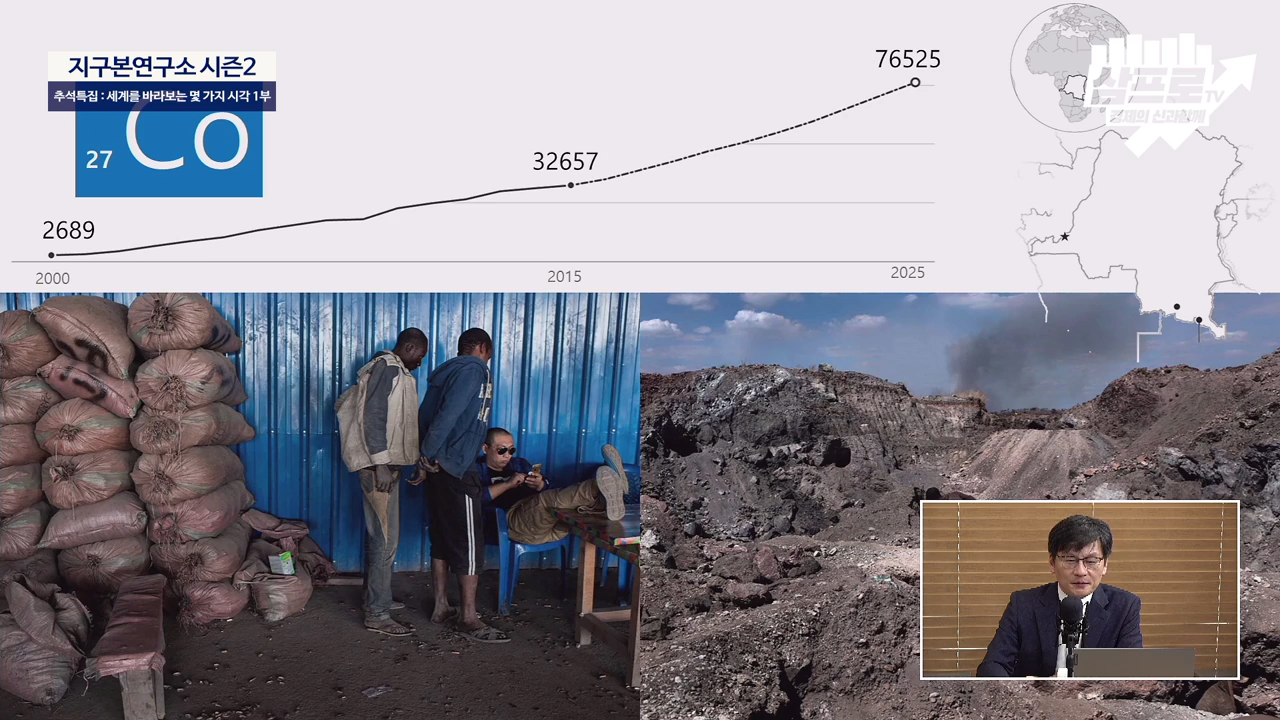 지구본연구소 시즌2
추석특집 : 세계를 바라보는 몇 가지 시각 1부
27
Co
2689
32657
76525
2000
2015
2025
삼프로TV
경제의 신과함께